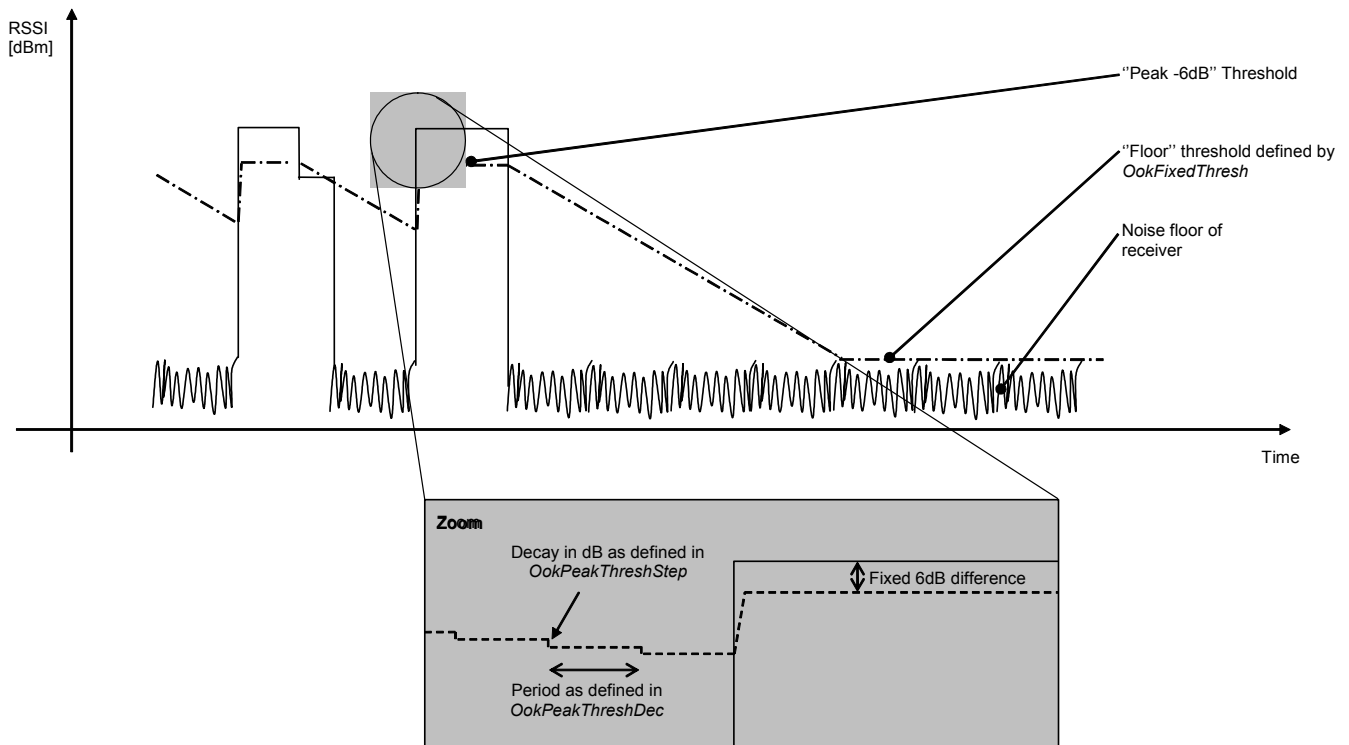 RSSI
[dBm]
‘’Peak -6dB’’ Threshold
‘’Floor’’ threshold defined by
OokFixedThresh
Noise floor of
receiver
Time
Zoom
Decay in dB as defined in
OokPeakThreshStep
Fixed 6dB difference
Period as defined in
OokPeakThreshDec